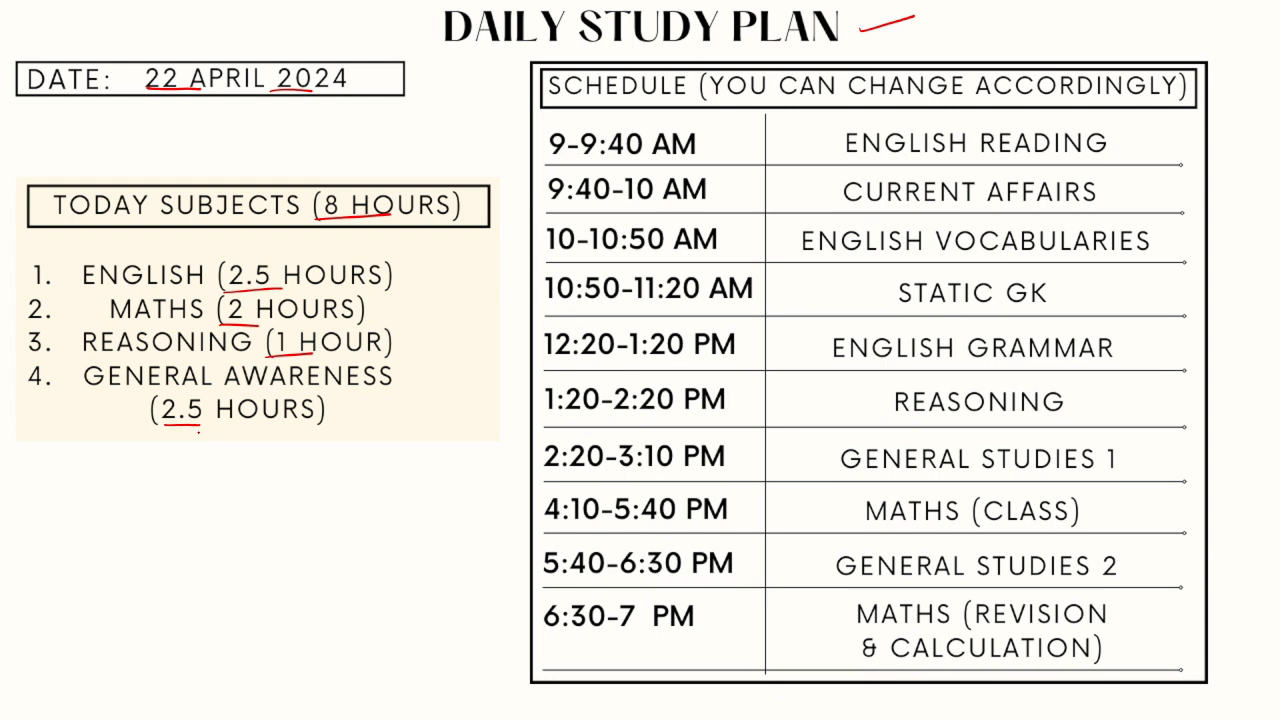 DAILY STUDY PLAN
DATE: 22 APRIL 2024
TODAY SUBJECTS (8 HOURS)
1. ENGLISH (2.5 HOURS)
2. MATHS (2 HOURS)
3. REASONING (1 HOUR)
4. GENERAL AWARENESS
(2.5 HOURS)
SCHEDULE (YOU CAN CHANGE ACCORDINGLY)
9-9:40 AM ENGLISH READING
9:40-10 AM CURRENT AFFAIRS
10-10:50 AM ENGLISH VOCABULARIES
10:50-11:20 AM STATIC GK
12:20-1:20 PM ENGLISH GRAMMAR
1:20-2:20 PM REASONING
2:20-3:10 PM GENERAL STUDIES 1
4:10-5:40 PM MATHS (CLASS)
5:40-6:30 PM GENERAL STUDIES 2
6:30-7 PM MATHS (REVISION
& CALCULATION)